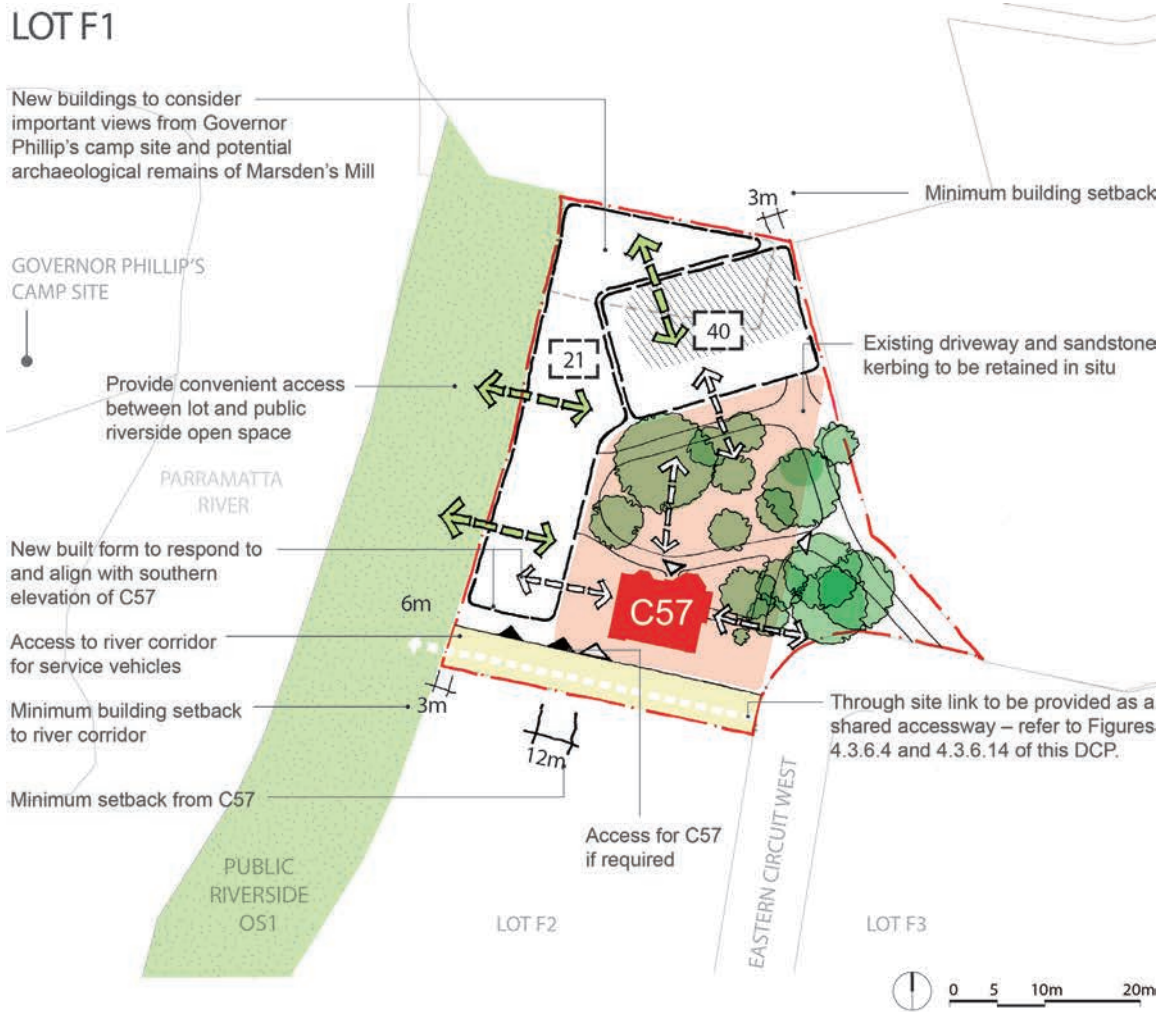 LOT F1
New buildings to consider
important views from Governor
Phillip's camp site and potential
archaeological remains of Marsden's Mill
3m
Minimum building setback
GOVERNOR PHILLIP'S
CAMP SITE
40
21
Existing driveway and sandstone
kerbing to be retained in situ
Provide convenient access
between lot and public
riverside open space
PARRAMATTA
RIVER
New built form to respond to
and align with southern
elevation of C57
6m
C57
Access to river corridor
for service vehicles
Minimum building setback
to river corridor
3m
Through site link to be provided as a
shared accessway – refer to Figures
4.3.6.4 and 4.3.6.14 of this DCP.
12m
Minimum setback from C57
Access for C57
if required
PUBLIC
RIVERSIDE
OS1
LOT F2
EASTERN CIRCUIT WEST
LOT F3
0 5 10m 20m